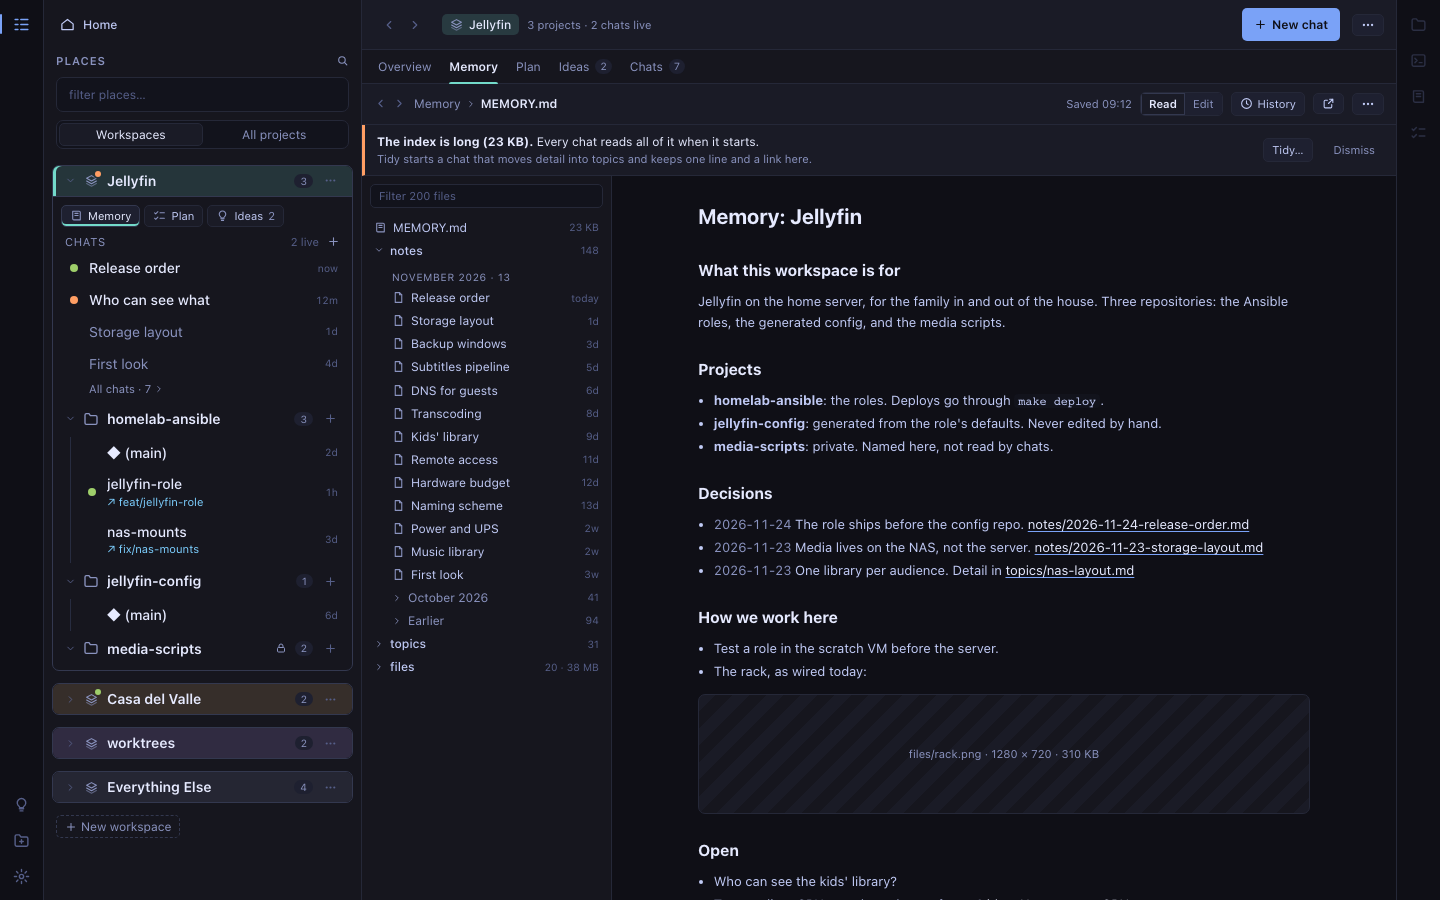 Home
PLACES
filter places...
Workspaces
All projects
Jellyfin
3
Memory
Plan
Ideas 2
CHATS
2 live
Release order
now
Who can see what
12m
Storage layout
1d
First look
4d
All chats · 7
homelab-ansible
3
(main)
2d
jellyfin-role
1h
↗ feat/jellyfin-role
nas-mounts
3d
↗ fix/nas-mounts
jellyfin-config
1
(main)
6d
media-scripts
2
Casa del Valle
2
worktrees
2
Everything Else
4
+ New workspace
Jellyfin
3 projects · 2 chats live
+ New chat
Overview
Memory
Plan
Ideas 2
Chats 7
Memory › MEMORY.md
Saved 09:12
Read
Edit
History
The index is long (23 KB). Every chat reads all of it when it starts.
Tidy starts a chat that moves detail into topics and keeps one line and a link here.
Tidy...
Dismiss
Filter 200 files
MEMORY.md
23 KB
notes
148
NOVEMBER 2026 · 13
Release order
today
Storage layout
1d
Backup windows
3d
Subtitles pipeline
5d
DNS for guests
6d
Transcoding
8d
Kids' library
9d
Remote access
11d
Hardware budget
12d
Naming scheme
13d
Power and UPS
2w
Music library
2w
First look
3w
October 2026
41
Earlier
94
topics
31
files
20 · 38 MB
Memory: Jellyfin
What this workspace is for
Jellyfin on the home server, for the family in and out of the house. Three repositories: the Ansible
roles, the generated config, and the media scripts.
Projects
• homelab-ansible: the roles. Deploys go through make deploy.
• jellyfin-config: generated from the role's defaults. Never edited by hand.
• media-scripts: private. Named here, not read by chats.
Decisions
• 2026-11-24 The role ships before the config repo. notes/2026-11-24-release-order.md
• 2026-11-23 Media lives on the NAS, not the server. notes/2026-11-23-storage-layout.md
• 2026-11-23 One library per audience. Detail in topics/nas-layout.md
How we work here
• Test a role in the scratch VM before the server.
• The rack, as wired today:
files/rack.png · 1280 × 720 · 310 KB
Open
• Who can see the kids' library?